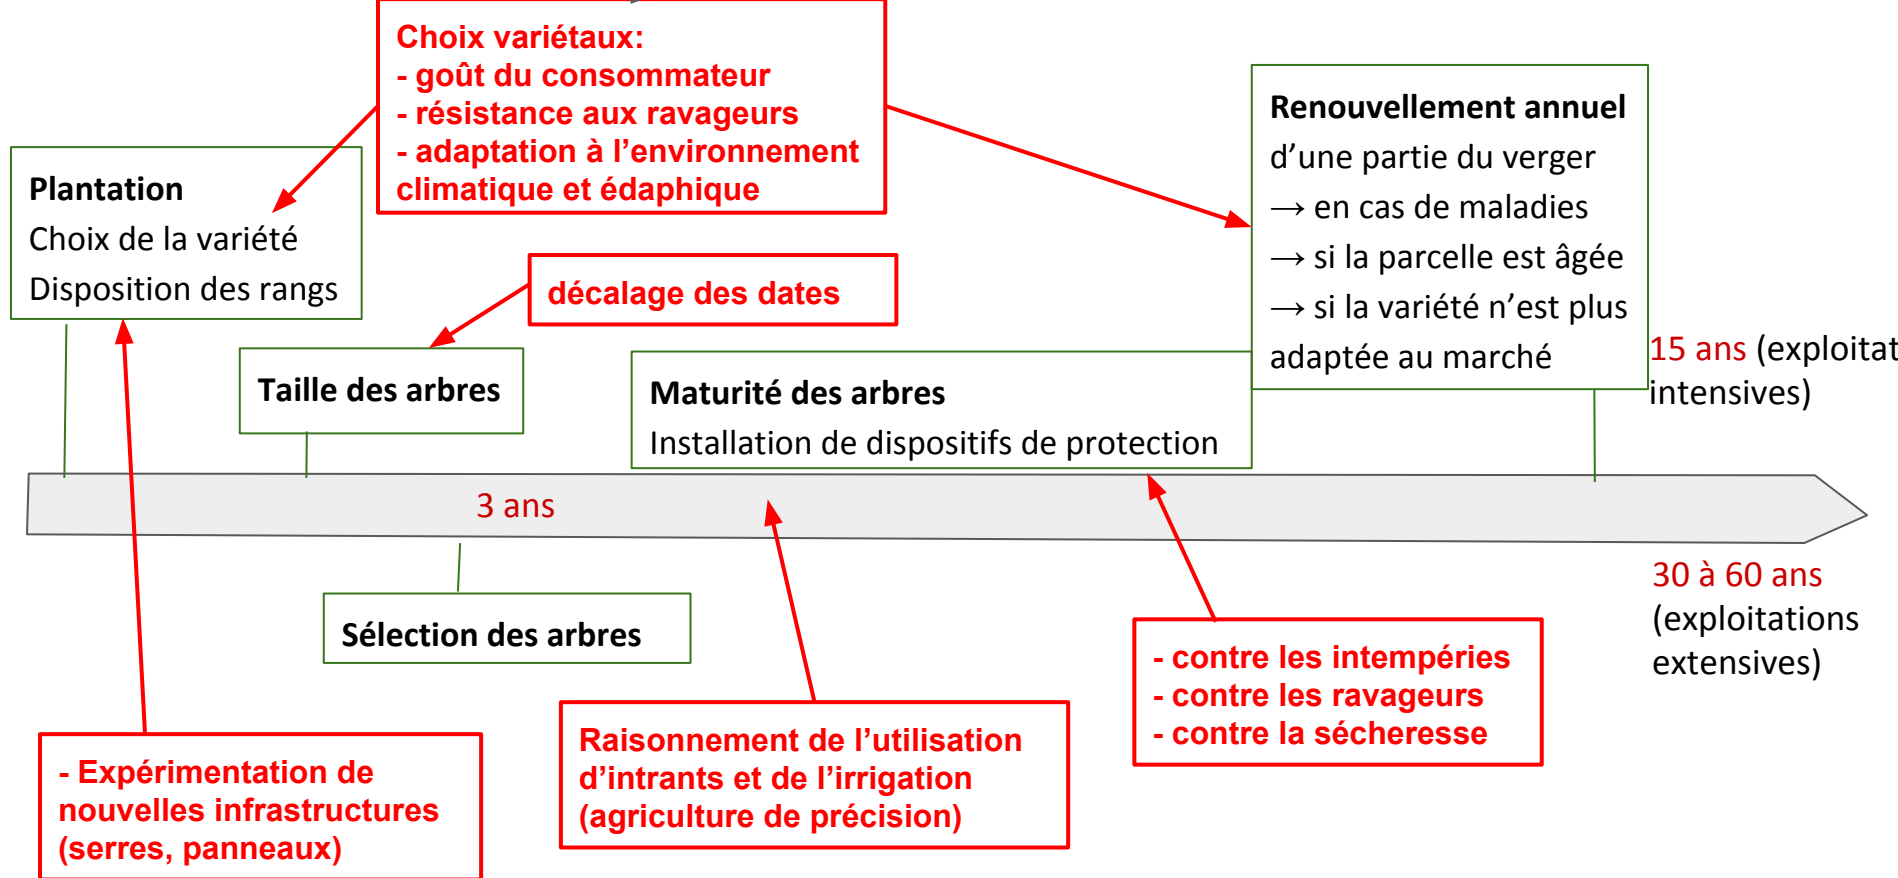 Choix variétaux:
- goût du consommateur
- résistance aux ravageurs
- adaptation à l’environnement
climatique et édaphique
Renouvellement annuel
d’une partie du verger
→ en cas de maladies
→ si la parcelle est âgée
→ si la variété n’est plus
adaptée au marché
Plantation
Choix de la variété
Disposition des rangs
décalage des dates
Taille des arbres
Maturité des arbres
Installation de dispositifs de protection
15 ans (exploitat
intensives)
3 ans
30 à 60 ans
(exploitations
extensives)
Sélection des arbres
- contre les intempéries
- contre les ravageurs
- contre la sécheresse
Raisonnement de l’utilisation
d’intrants et de l’irrigation
(agriculture de précision)
- Expérimentation de
nouvelles infrastructures
(serres, panneaux)